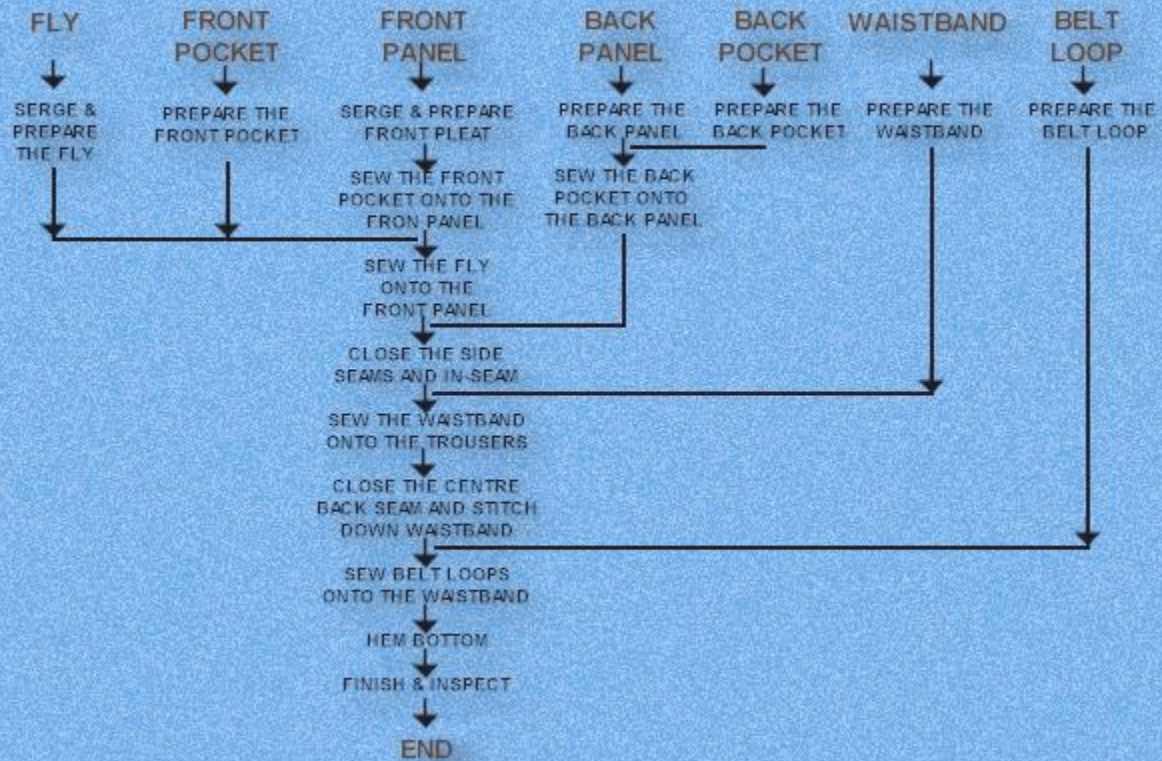 FLY
FRONT
POCKET
FRONT
PANEL
BACK
PANEL
BACK
POCKET
WAISTBAND
BELT
LOOP
SERGE &
PREPARE
THE FLY
PREPARE THE
FRONT POCKET
SERGE & PREPARE
FRONT PLEAT
PREPARE THE
BACK PANEL
PREPARE THE
BACK POCKET
PREPARE THE
WAISTBAND
PREPARE THE
BELT LOOP
SEW THE FRONT
POCKET ONTO THE
FRON PANEL
SEW THE BACK
POCKET ONTO
THE BACK PANEL
SEW THE FLY
ONTO THE
FRONT PANEL
CLOSE THE SIDE
SEAMS AND IN-SEAM
SEW THE WAISTBAND
ONTO THE TROUSERS
CLOSE THE CENTRE
BACK SEAM AND STITCH
DOWN WAISTBAND
SEW BELT LOOPS
ONTO THE WAISTBAND
HEM BOTTOM
FINISH & INSPECT
END